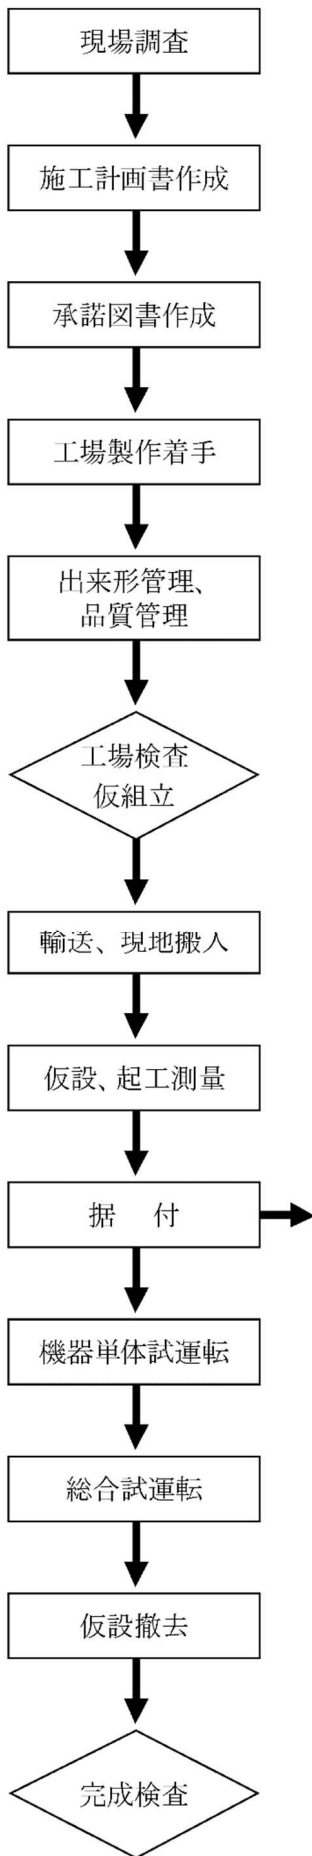 現場調査
施工計画書作成
承諾図書作成
工場製作着手
出来形管理、
品質管理
工場検査
仮組立
輸送、現地搬入
仮設、起工測量
据　付
機器単体試運転
総合試運転
仮設撤去
完成検査